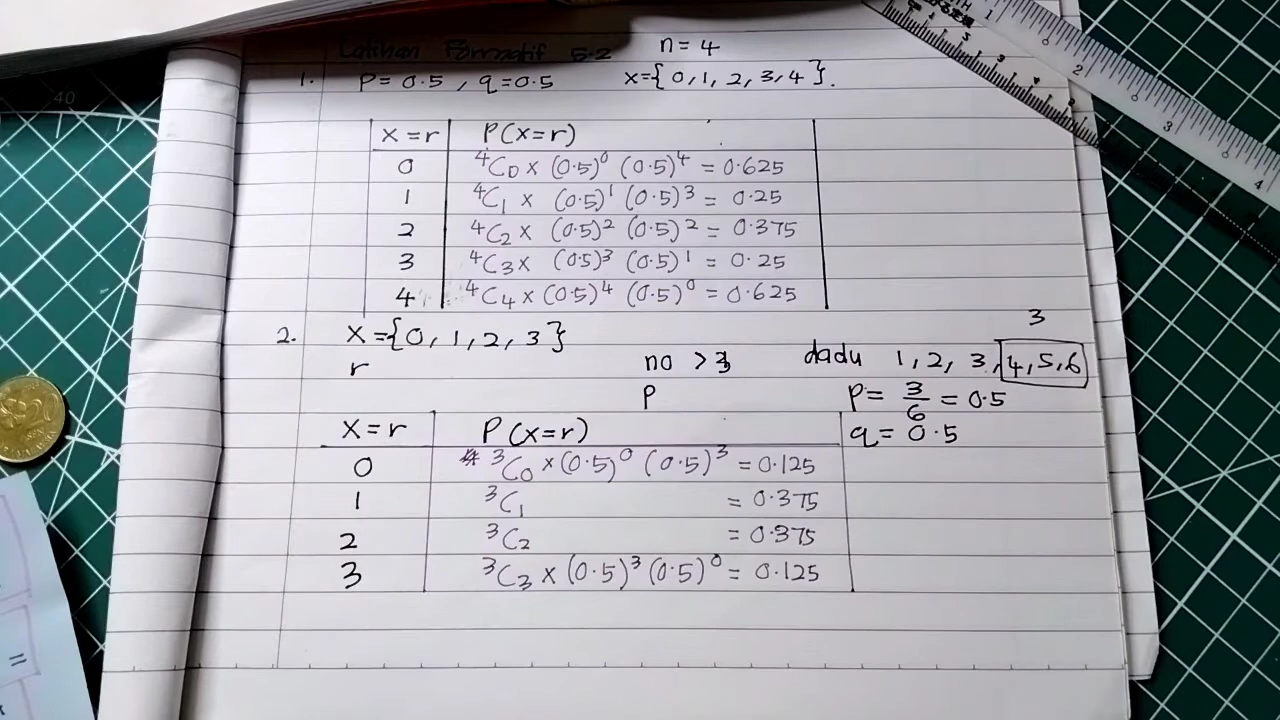 Latihan Formatif 5.2 n = 4
1. P = 0.5 , q = 0.5 x = {0, 1, 2, 3, 4}.
X = r P(X=r)
0 ⁴C₀ × (0.5)⁰ (0.5)⁴ = 0.625
1 ⁴C₁ × (0.5)¹ (0.5)³ = 0.25
2 ⁴C₂ × (0.5)² (0.5)² = 0.375
3 ⁴C₃ × (0.5)³ (0.5)¹ = 0.25
4 ⁴C₄ × (0.5)⁴ (0.5)⁰ = 0.625
3
2. X = {0, 1, 2, 3}
r no > 3 dadu 1, 2, 3, 4, 5, 6
P P = 3/6 = 0.5
X = r P(X=r) q = 0.5
0 ³C₀ × (0.5)⁰ (0.5)³ = 0.125
1 ³C₁ = 0.375
2 ³C₂ = 0.375
3 ³C₃ × (0.5)³ (0.5)⁰ = 0.125
40
1 2 3 4
=